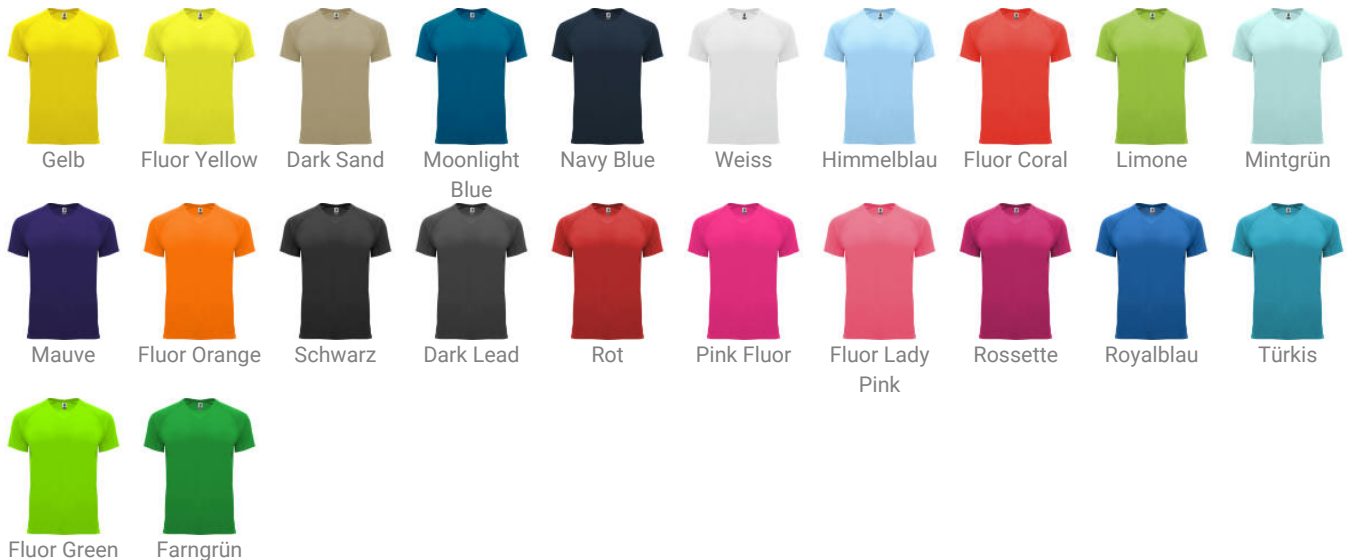 Gelb
Fluor Yellow
Dark Sand
Moonlight
Blue
Navy Blue
Weiss
Himmelblau
Fluor Coral
Limone
Mintgrün
Mauve
Fluor Orange
Schwarz
Dark Lead
Rot
Pink Fluor
Fluor Lady
Pink
Rossette
Royalblau
Türkis
Fluor Green
Farngrün